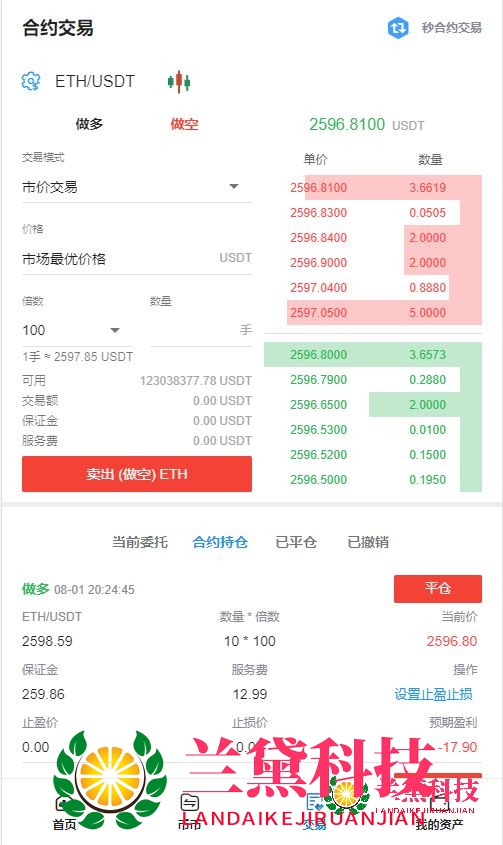 合约交易
秒合约交易
ETH/USDT
做多 做空 2596.8100 USDT
交易模式 单价 数量
市价交易
2596.8100 3.6619
2596.8300 0.0505
价格
2596.8400 2.0000
市场最优价格 USDT
2596.9000 2.0000
2597.0400 0.8880
倍数 数量
2597.0500 5.0000
100 手
1手 ≈ 2597.85 USDT
2596.8000 3.6573
可用 123038377.78 USDT
2596.7900 0.2880
交易额 0.00 USDT
2596.6500 2.0000
保证金 0.00 USDT
2596.5300 0.0100
服务费 0.00 USDT
2596.5200 0.1500
卖出 (做空) ETH
2596.5000 0.1950
当前委托 合约持仓 已平仓 已撤销
做多 08-01 20:24:45 平仓
ETH/USDT 数量 * 倍数 当前价
2598.59 10 * 100 2596.80
保证金 服务费 操作
259.86 12.99 设置止盈止损
止盈价 止损价 预期盈利
0.00 -17.90
兰黛科技
LANDAIKEJIRUANJIAN
兰黛科技
LANDAIKEJIRUANJIAN
首页 币币 交易 我的资产